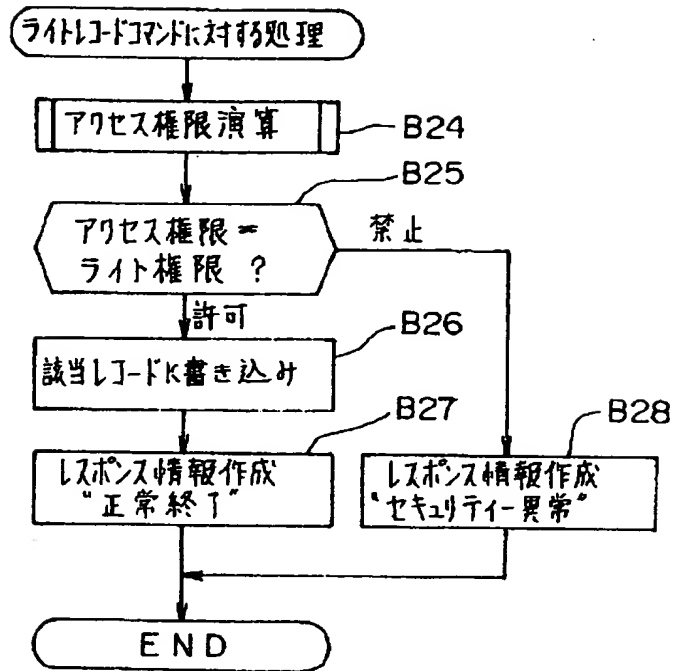 ライトレコードコマンドに対する処理
アクセス権限演算
B24
B25
アクセス権限=
ライト権限 ?
禁止
許可
B26
該当レコードに書き込み
B27
B28
レスポンス情報作成
"正常終了"
レスポンス情報作成
"セキュリティー異常"
END